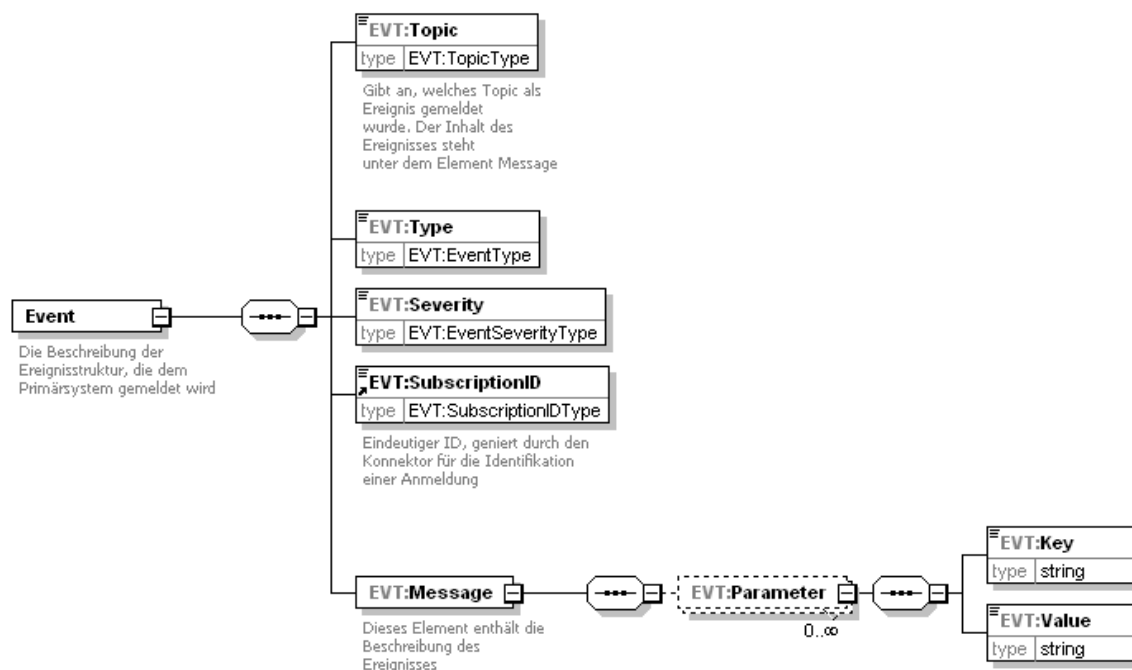 EVT:Topic
type EVT:TopicType
Gibt an, welches Topic als
Ereignis gemeldet
wurde. Der Inhalt des
Ereignisses steht
unter dem Element Message
EVT:Type
type EVT:EventType
Event
Die Beschreibung der
Ereignisstruktur, die dem
Primärsystem gemeldet wird
EVT:Severity
type EVT:EventSeverityType
EVT:SubscriptionID
type EVT:SubscriptionIDType
Eindeutiger ID, geniert durch den
Konnektor für die Identifikation
einer Anmeldung
EVT:Message
Dieses Element enthält die
Beschreibung des
Ereignisses
EVT:Parameter
0..∞
EVT:Key
type string
EVT:Value
type string